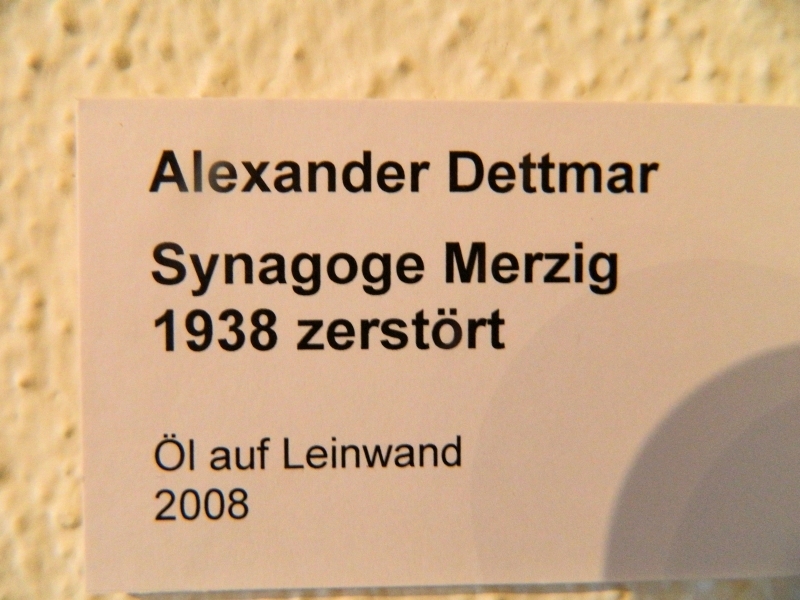 Alexander Dettmar
Synagoge Merzig
1938 zerstört
Öl auf Leinwand
2008